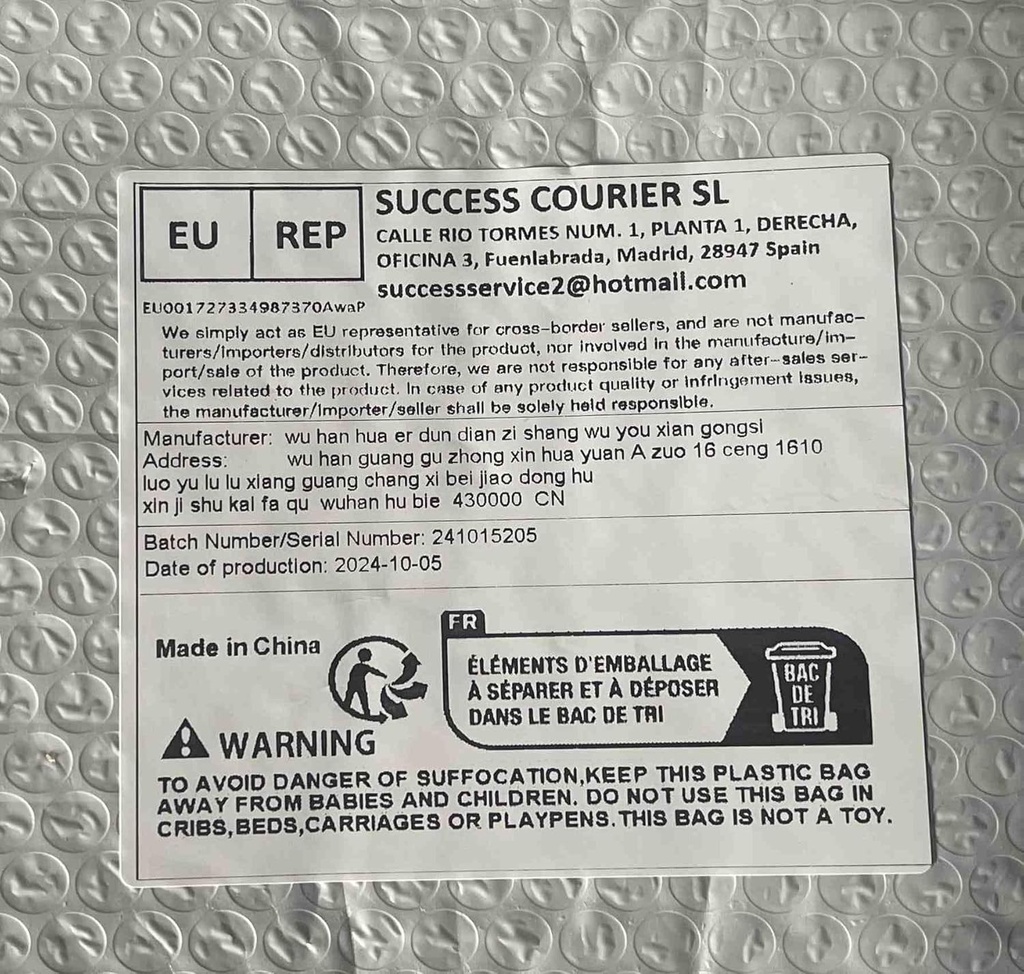 EU REP
SUCCESS COURIER SL
CALLE RIO TORMES NUM. 1, PLANTA 1, DERECHA,
OFICINA 3, Fuenlabrada, Madrid, 28947 Spain
successservice2@hotmail.com
EU001727334987370AwaP
We simply act as EU representative for cross-border sellers, and are not manufac-
turers/importers/distributors for the product, nor involved in the manufacture/im-
port/sale of the product. Therefore, we are not responsible for any after-sales ser-
vices related to the product. In case of any product quality or infringement issues,
the manufacturer/importer/seller shall be solely held responsible.
Manufacturer: wu han hua er dun dian zi shang wu you xian gongsi
Address: wu han guang gu zhong xin hua yuan A zuo 16 ceng 1610
luo yu lu lu xiang guang chang xi bei jiao dong hu
xin ji shu kai fa qu wuhan hu bie 430000 CN
Batch Number/Serial Number: 241015205
Date of production: 2024-10-05
Made in China
FR
ÉLÉMENTS D'EMBALLAGE
À SÉPARER ET À DÉPOSER
DANS LE BAC DE TRI
BAC
DE
TRI
WARNING
TO AVOID DANGER OF SUFFOCATION,KEEP THIS PLASTIC BAG
AWAY FROM BABIES AND CHILDREN. DO NOT USE THIS BAG IN
CRIBS,BEDS,CARRIAGES OR PLAYPENS.THIS BAG IS NOT A TOY.